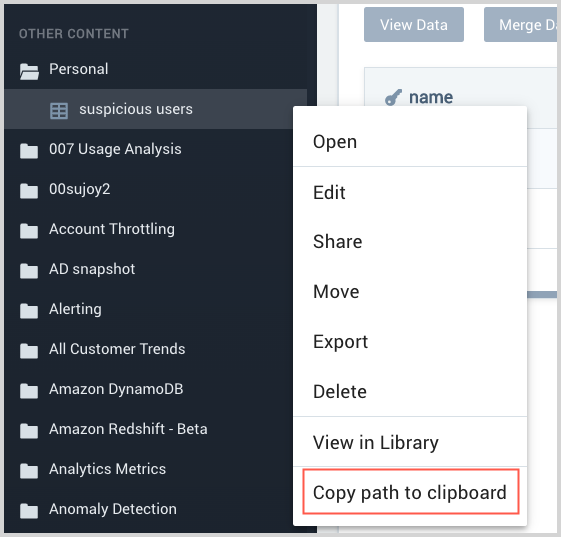 OTHER CONTENT
Personal
suspicious users
007 Usage Analysis
00sujoy2
Account Throttling
AD snapshot
Alerting
All Customer Trends
Amazon DynamoDB
Amazon Redshift - Beta
Analytics Metrics
Anomaly Detection
View Data
Merge Da
name
Open
Edit
Share
Move
Export
Delete
View in Library
Copy path to clipboard